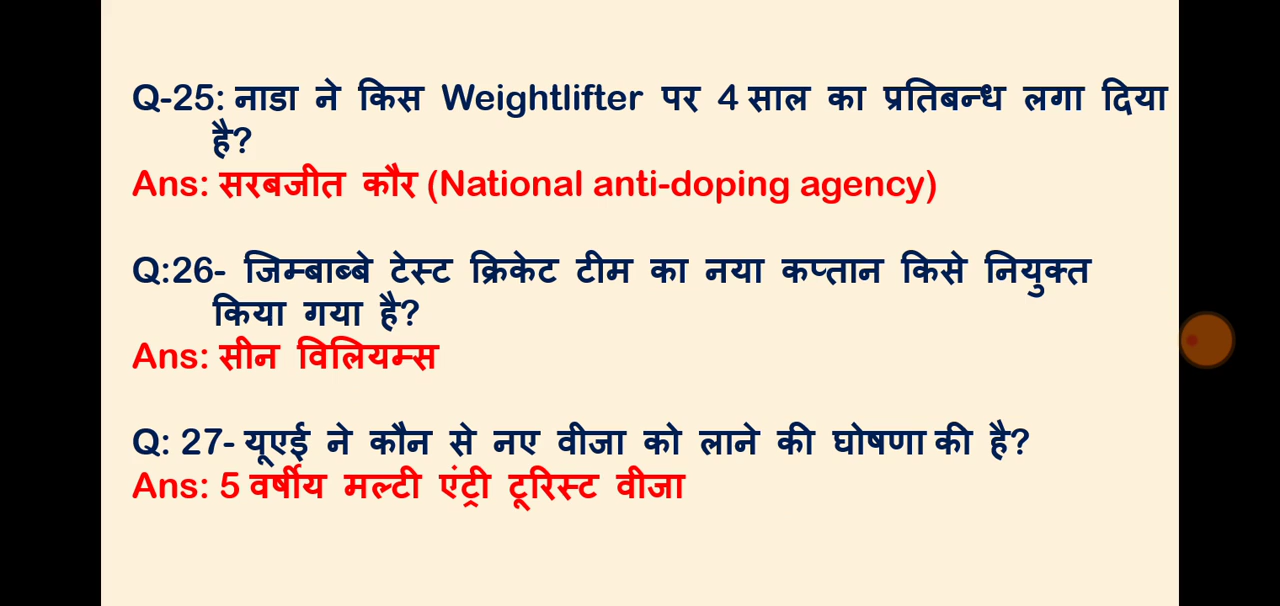 Q-25: नाडा ने किस Weightlifter पर 4 साल का प्रतिबन्ध लगा दिया
है?
Ans: सरबजीत कौर (National anti-doping agency)
Q:26- जिम्बाब्बे टेस्ट क्रिकेट टीम का नया कप्तान किसे नियुक्त
किया गया है?
Ans: सीन विलियम्स
Q: 27- यूएई ने कौन से नए वीजा को लाने की घोषणा की है?
Ans: 5 वर्षीय मल्टी एंट्री टूरिस्ट वीजा